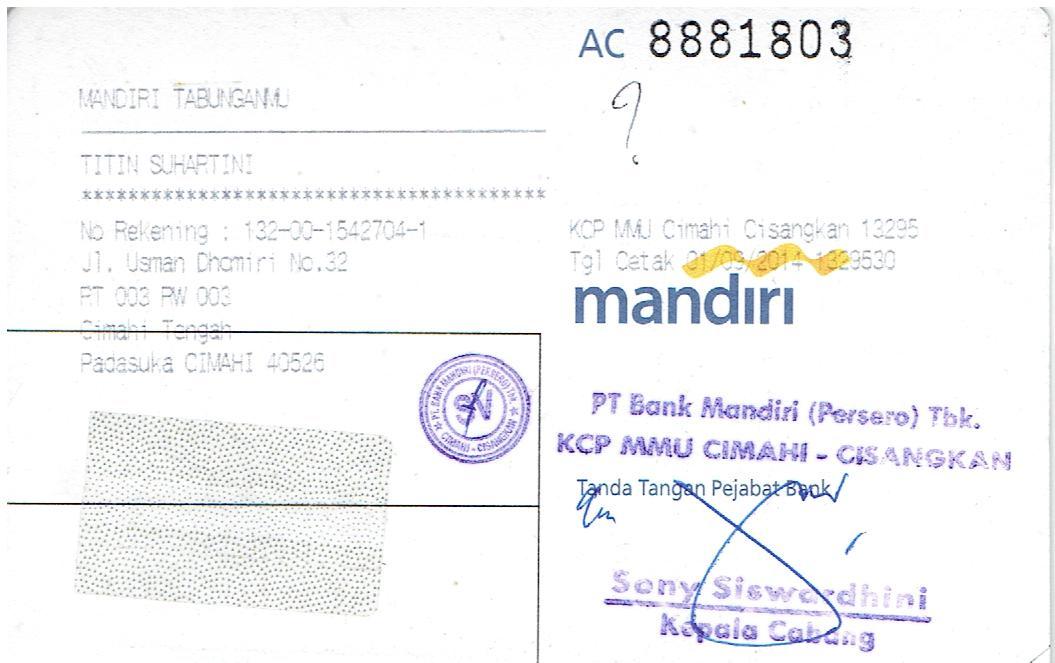 AC 8881803
MANDIRI TABUNGANMU
TITIN SUHARTINI
****************************************
No Rekening : 132-00-1542704-1
Jl. Usman Dhomiri No.32
RT 003 RW 003
Cimahi Tengah
Padasuka CIMAHI 40526
PT. BANK MANDIRI (PERSERO) Tbk
CIMAHI - CISANGKAN
?
KCP MMU Cimahi Cisangkan 13295
Tgl Cetak 01/09/2014 1329530
mandiri
PT Bank Mandiri (Persero) Tbk.
KCP MMU CIMAHI - CISANGKAN
Tanda Tangan Pejabat Bank
Sony Siswardhini
Kepala Cabang